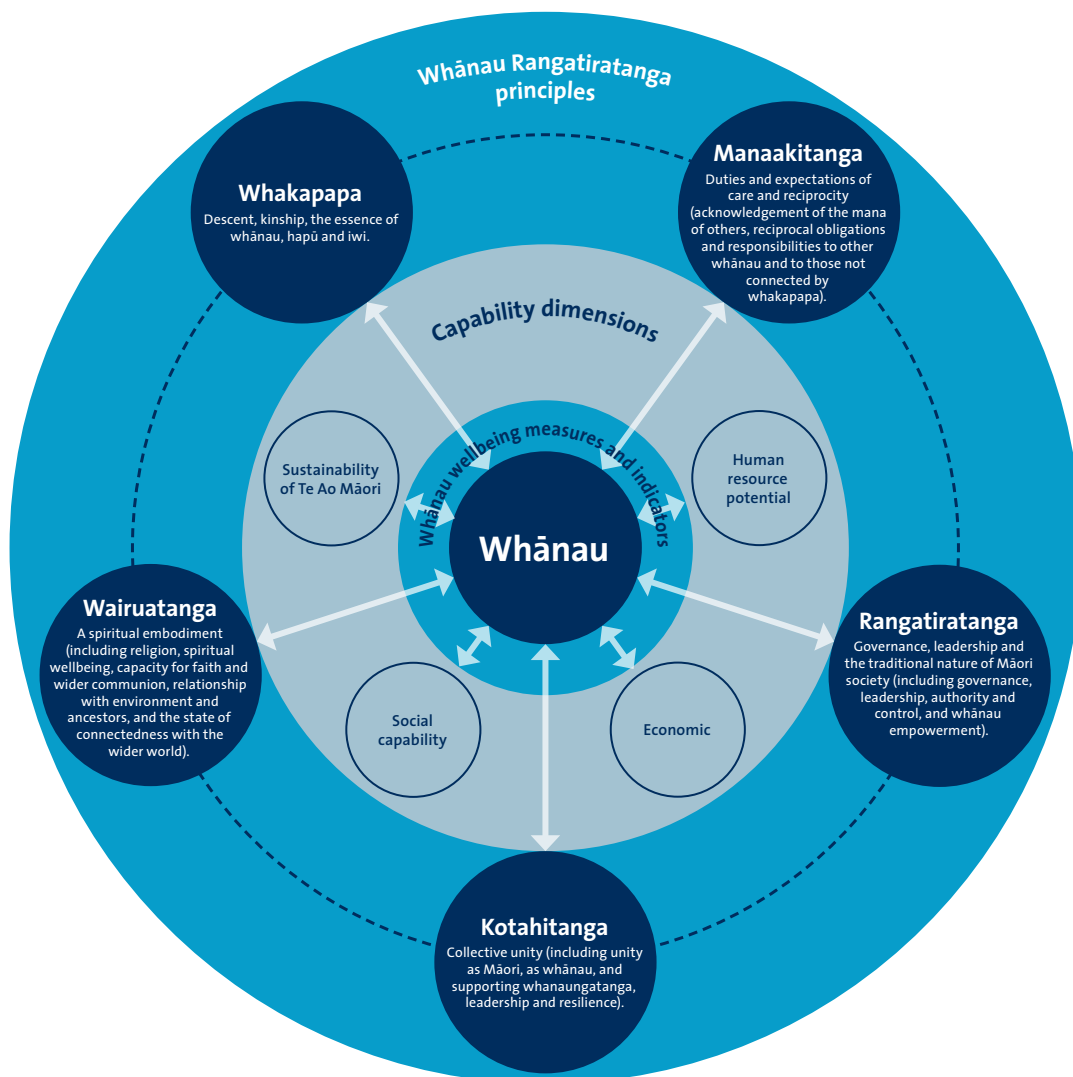 Whānau Rangatiratanga
principles
Whakapapa
Descent, kinship, the essence of
whānau, hapū and iwi.
Manaakitanga
Duties and expectations of
care and reciprocity
(acknowledgement of the mana
of others, reciprocal obligations
and responsibilities to other
whānau and to those not
connected by
whakapapa).
Capability dimensions
Sustainability
of Te Ao Māori
Human
resource
potential
Whānau wellbeing measures and indicators
Whānau
Wairuatanga
A spiritual embodiment
(including religion, spiritual
wellbeing, capacity for faith and
wider communion, relationship
with environment and
ancestors, and the state of
connectedness with the
wider world).
Rangatiratanga
Governance, leadership and
the traditional nature of Māori
society (including governance,
leadership, authority and
control, and whānau
empowerment).
Social
capability
Economic
Kotahitanga
Collective unity (including unity
as Māori, as whānau, and
supporting whanaungatanga,
leadership and resilience).